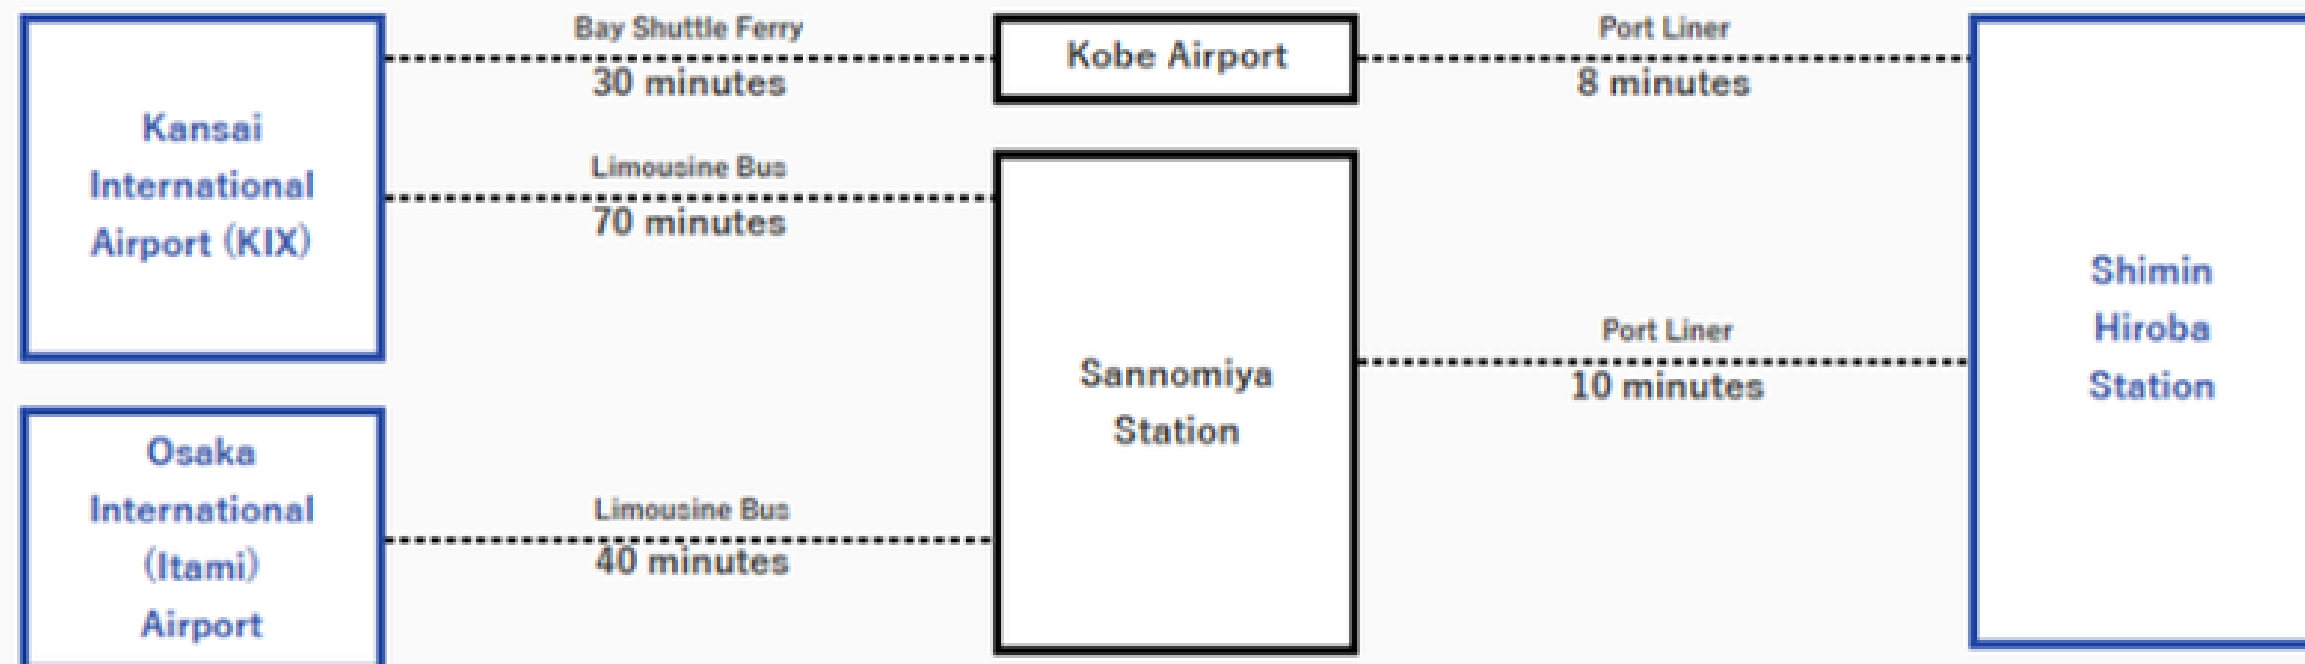 Bay Shuttle Ferry
30 minutes
Kobe Airport
Port Liner
8 minutes
Kansai
International
Airport (KIX)
Limousine Bus
70 minutes
Sannomiya
Station
Port Liner
10 minutes
Shimin
Hiroba
Station
Osaka
International
(Itami)
Airport
Limousine Bus
40 minutes